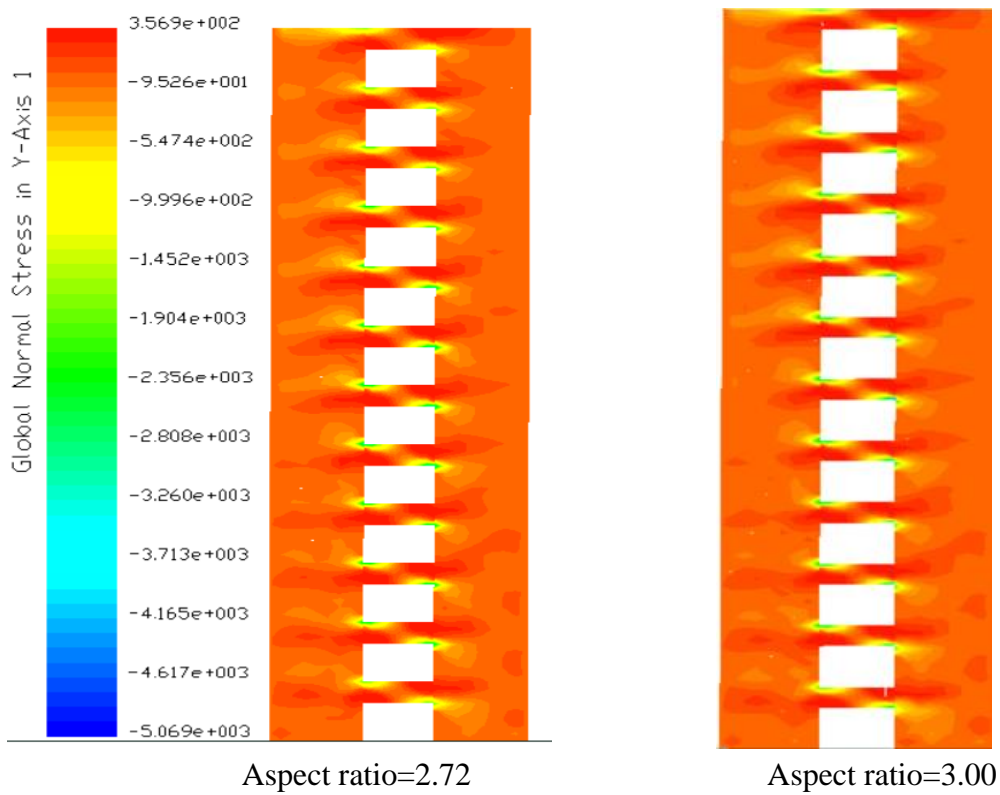 Global Normal Stress in Y-Axis 1
3.569e+002
-9.526e+001
-5.474e+002
-9.996e+002
-1.452e+003
-1.904e+003
-2.356e+003
-2.808e+003
-3.260e+003
-3.713e+003
-4.165e+003
-4.617e+003
-5.069e+003
Aspect ratio=2.72
Aspect ratio=3.00